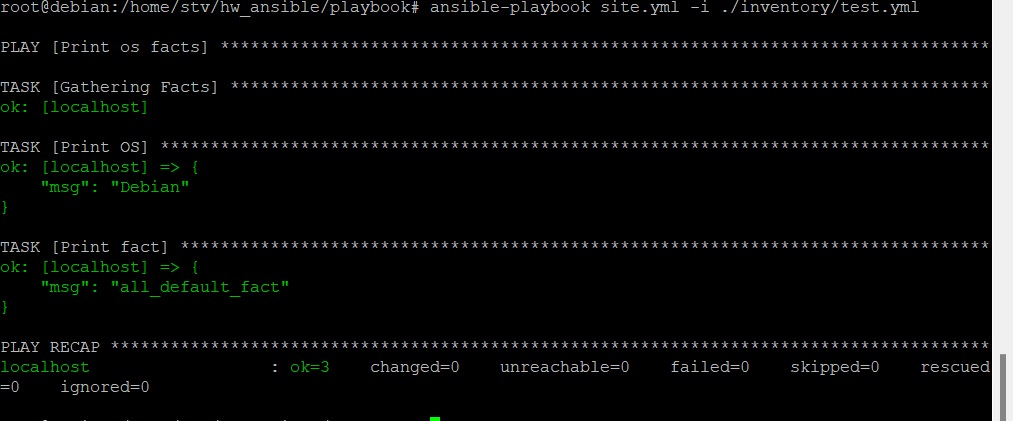 root@debian:/home/stv/hw_ansible/playbook# ansible-playbook site.yml -i ./inventory/test.yml
PLAY [Print os facts] *****************************************************************************
TASK [Gathering Facts] ****************************************************************************
ok: [localhost]
TASK [Print OS] ***********************************************************************************
ok: [localhost] => {
    "msg": "Debian"
}
TASK [Print fact] *********************************************************************************
ok: [localhost] => {
    "msg": "all_default_fact"
}
PLAY RECAP ****************************************************************************************
localhost                  : ok=3    changed=0    unreachable=0    failed=0    skipped=0    rescued
=0    ignored=0